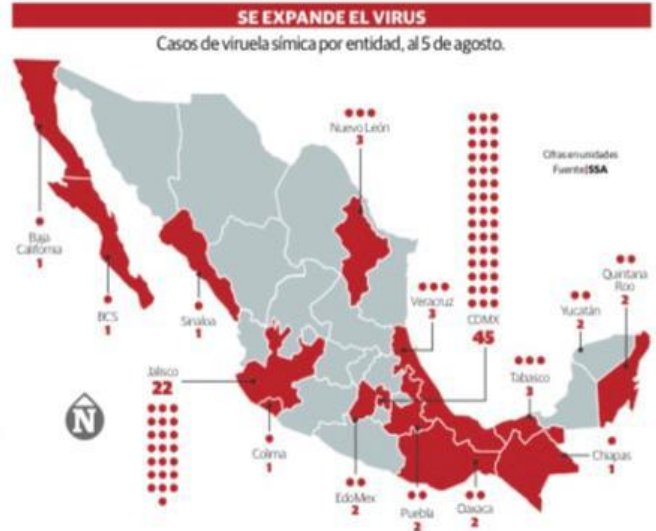 SE EXPANDE EL VIRUS
Casos de viruela símica por entidad, al 5 de agosto.
Nuevo León
3
Cifras en unidades
Fuente|SSA
Baja
California
1
BCS
1
Sinaloa
1
Veracruz
3
CDMX
45
Quintana
Roo
2
Yucatán
2
Jalisco
22
Tabasco
3
N
Colima
1
EdoMex
2
Puebla
2
Oaxaca
2
Chiapas
1